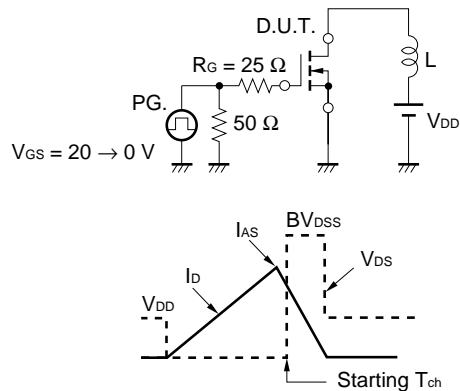 D.U.T.
RG = 25 Ω
L
PG.
50 Ω
VDD
VGS = 20 → 0 V
BVDSS
IAS
ID
VDS
VDD
Starting Tch